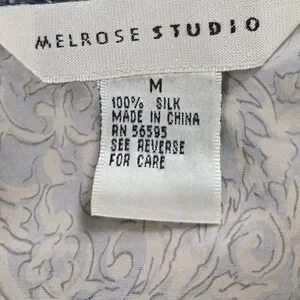 MELROSE STUDIO
M
100% SILK
MADE IN CHINA
RN 56595
SEE REVERSE
FOR CARE